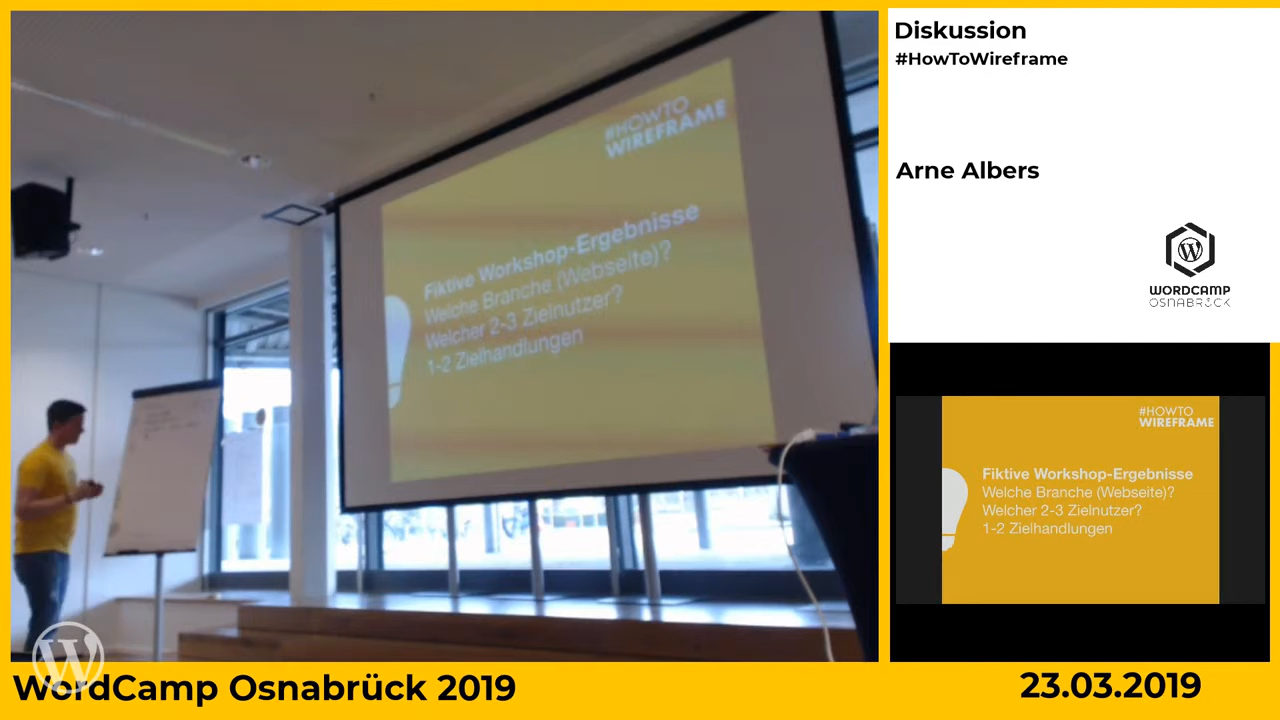 #HOWTO
WIREFRAME
Fiktive Workshop-Ergebnisse
Welche Branche (Webseite)?
Welcher 2-3 Zielnutzer?
1-2 Zielhandlungen
Diskussion
#HowToWireframe
Arne Albers
WORDCAMP
OSNABRÜCK
#HOWTO
WIREFRAME
Fiktive Workshop-Ergebnisse
Welche Branche (Webseite)?
Welcher 2-3 Zielnutzer?
1-2 Zielhandlungen
WordCamp Osnabrück 2019
23.03.2019